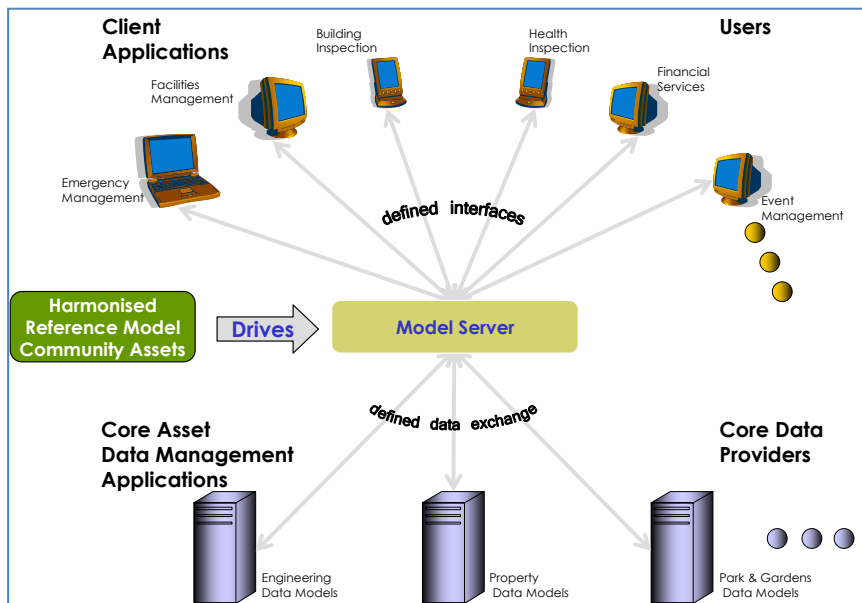 Client
Applications
Building
Inspection
Health
Inspection
Users
Facilities
Management
Financial
Services
Emergency
Management
Event
Management
defined interfaces
Harmonised
Reference Model
Community Assets
Drives
Model Server
defined data exchange
Core Asset
Data Management
Applications
Core Data
Providers
Engineering
Data Models
Property
Data Models
Park & Gardens
Data Models